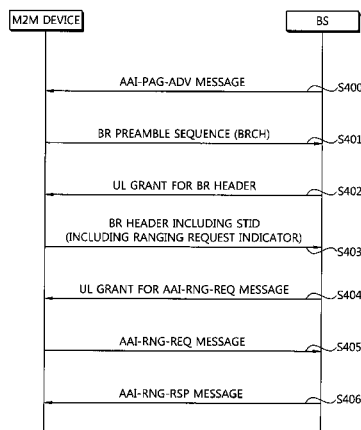 M2M DEVICE
BS
AAI-PAG-ADV MESSAGE
S400
BR PREAMBLE SEQUENCE (BRCH)
S401
UL GRANT FOR BR HEADER
S402
BR HEADER INCLUDING STID
(INCLUDING RANGING REQUEST INDICATOR)
S403
UL GRANT FOR AAI-RNG-REQ MESSAGE
S404
AAI-RNG-REQ MESSAGE
S405
AAI-RNG-RSP MESSAGE
S406